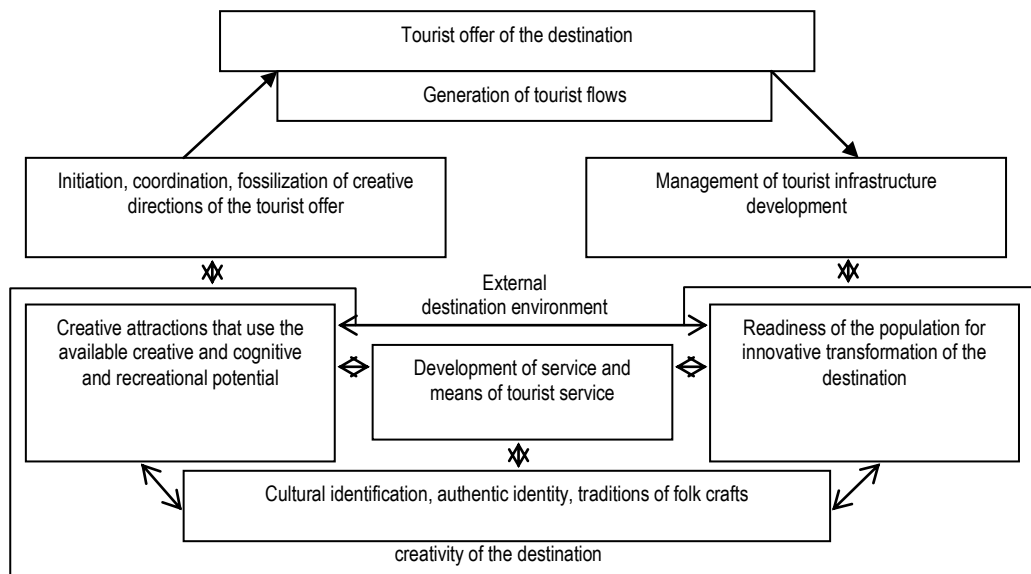 Tourist offer of the destination
Generation of tourist flows
Initiation, coordination, fossilization of creative
directions of the tourist offer
Management of tourist infrastructure
development
External
destination environment
Creative attractions that use the
available creative and cognitive
and recreational potential
Development of service and
means of tourist service
Readiness of the population for
innovative transformation of the
destination
Cultural identification, authentic identity, traditions of folk crafts
creativity of the destination